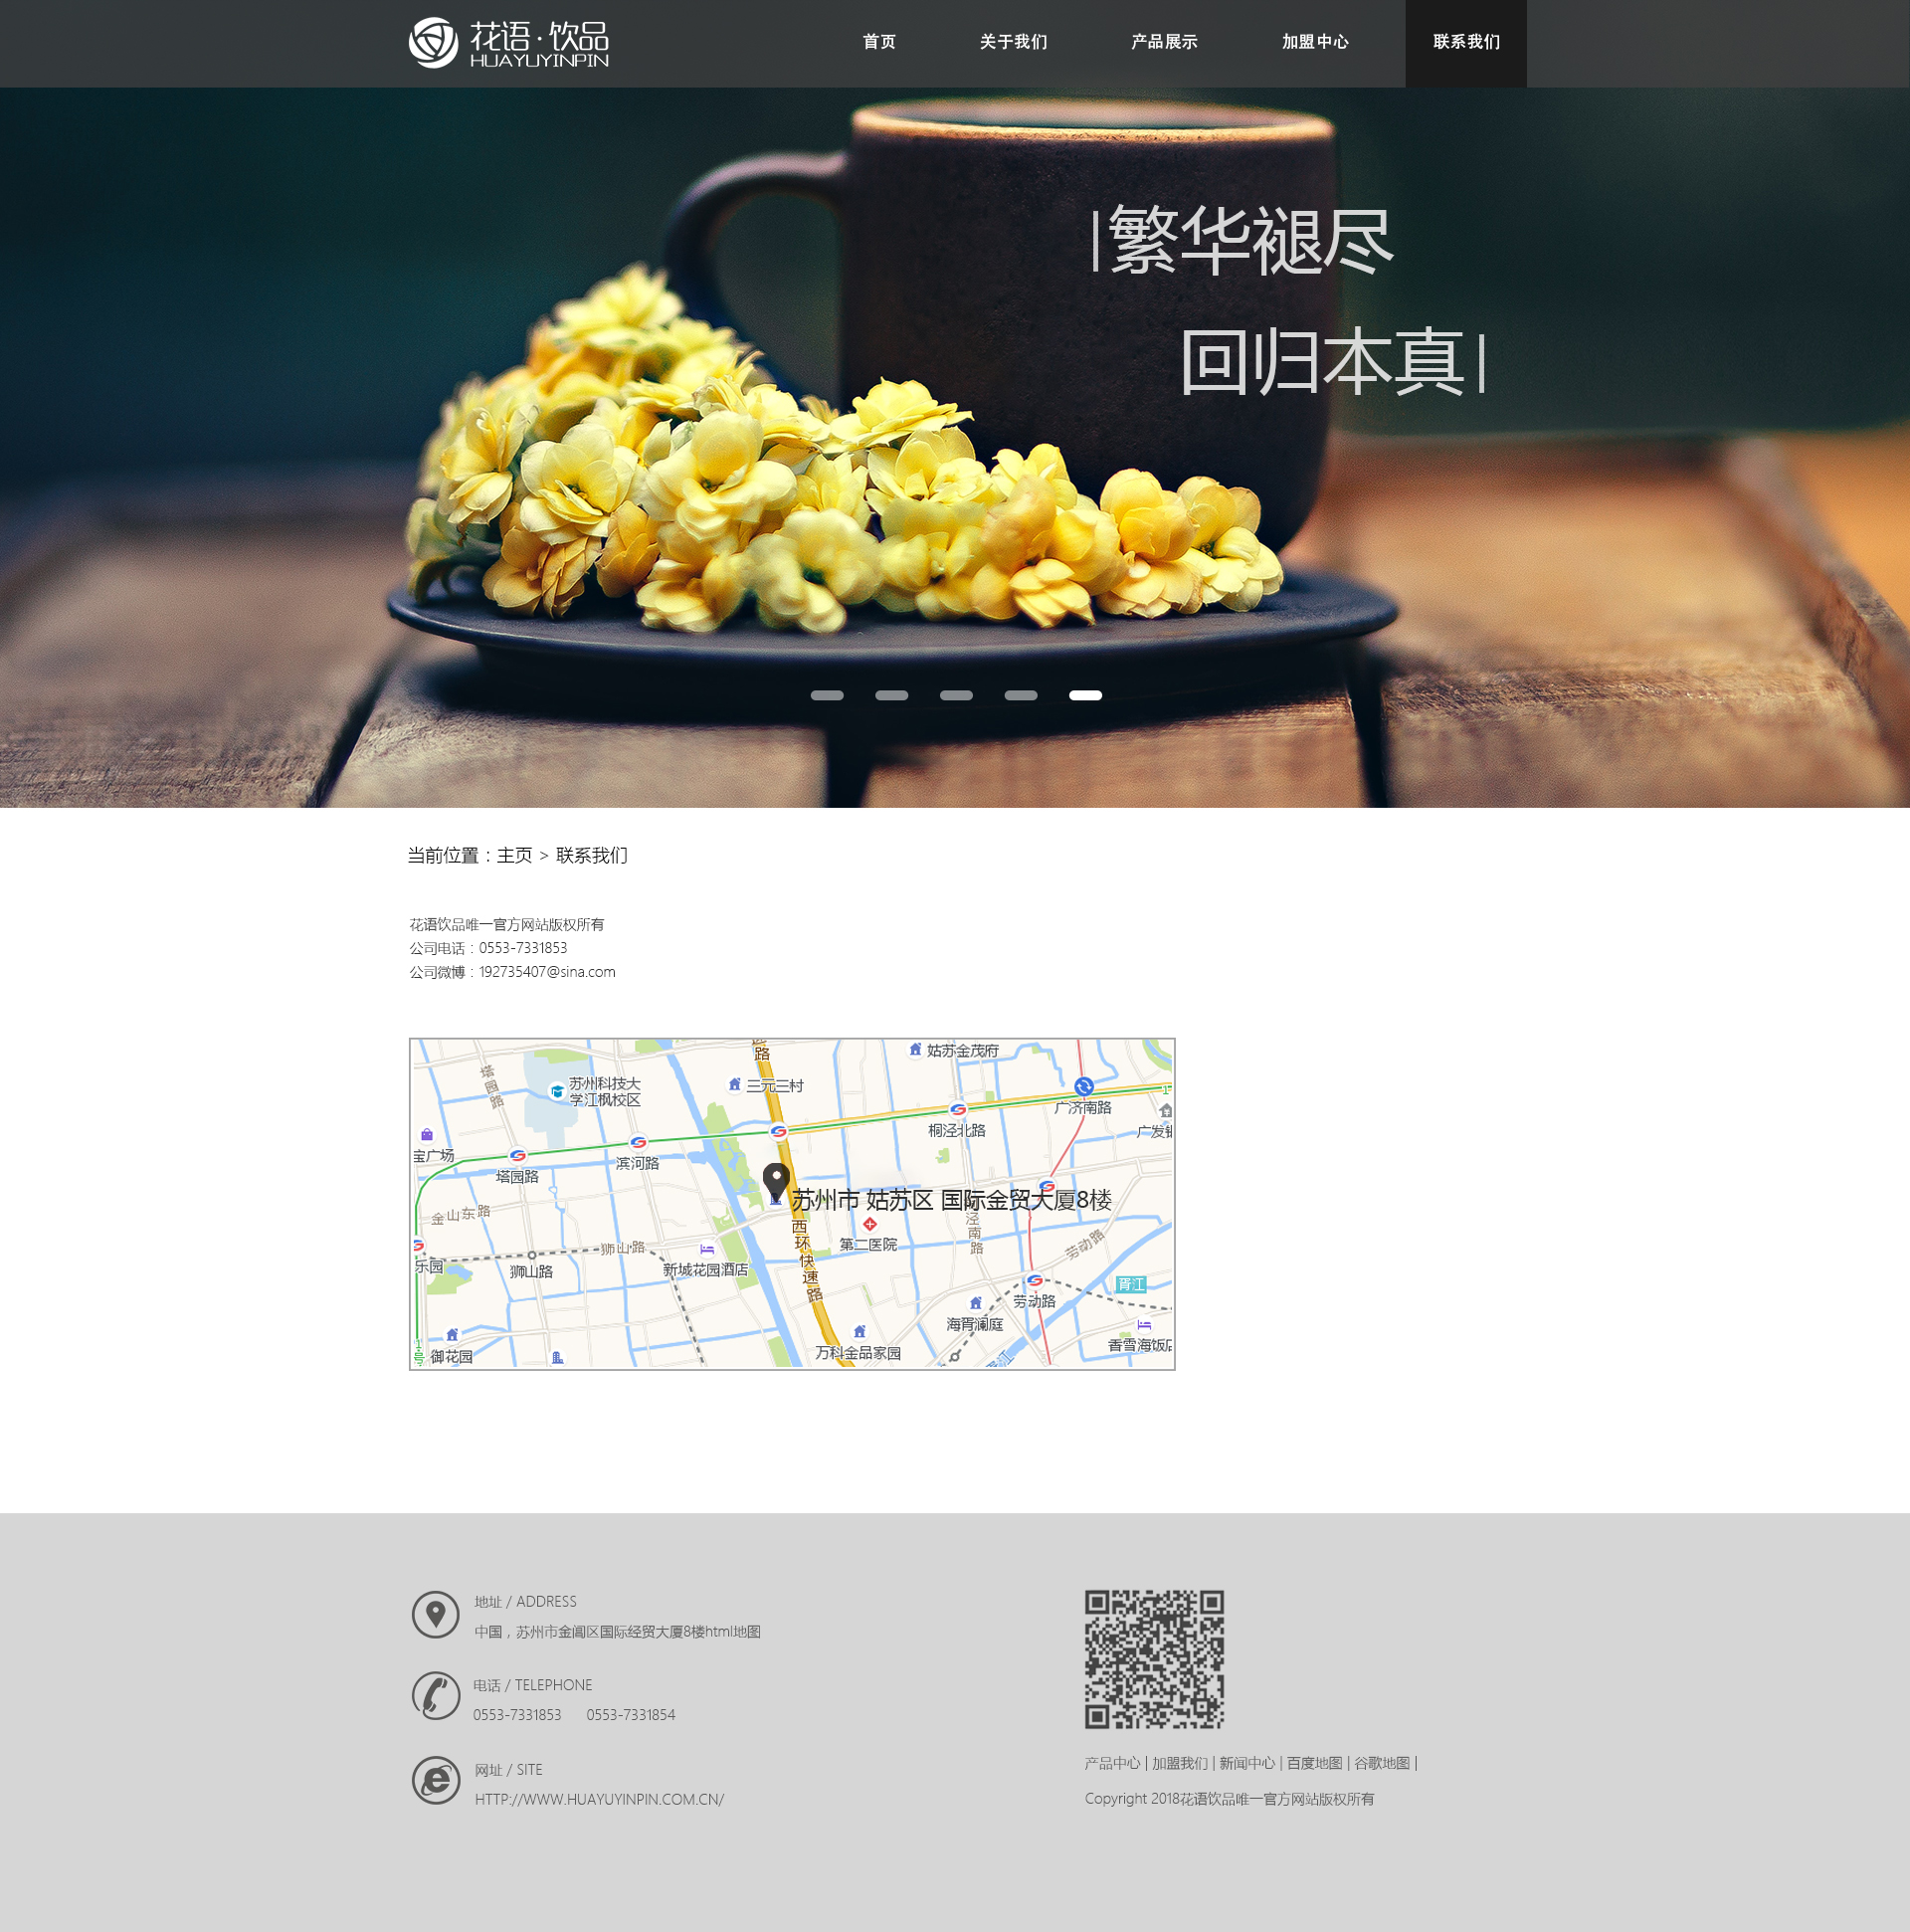 花语·饮品
HUAYUYINPIN
首页
关于我们
产品展示
加盟中心
联系我们
|繁华褪尽
回归本真|
当前位置：主页 > 联系我们
花语饮品唯一官方网站版权所有
公司电话：0553-7331853
公司微博：192735407@sina.com
路
姑苏金茂府
塔园路
苏州科技大
学江枫校区
三元三村
广济南路
1
桐泾北路
广发银
宝广场
塔园路
滨河路
苏州市 姑苏区 国际金贸大厦8楼
金山东路
西环快速路
第二医院
泾南路
劳动路
狮山路
乐园
狮山路
新城花园酒店
胥江
劳动路
海胥澜庭
香雪海饭店
1号
御花园
万科金品家园
胥江
地址 / ADDRESS
中国，苏州市金阊区国际经贸大厦8楼html地图
电话 / TELEPHONE
0553-7331853 0553-7331854
网址 / SITE
HTTP://WWW.HUAYUYINPIN.COM.CN/
产品中心 | 加盟我们 | 新闻中心 | 百度地图 | 谷歌地图 |
Copyright 2018花语饮品唯一官方网站版权所有